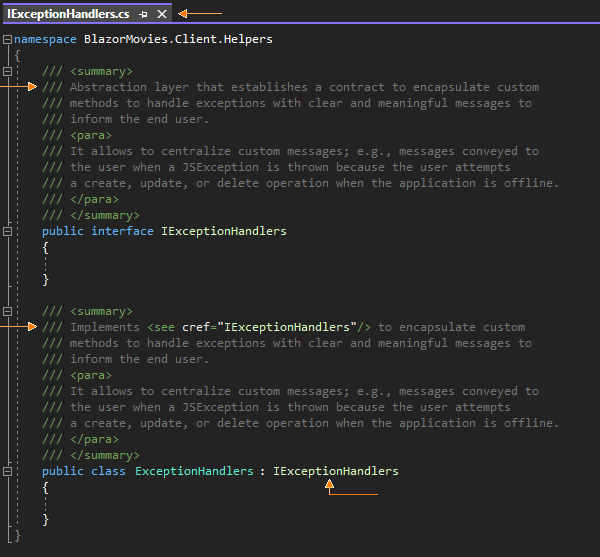 IExceptionHandlers.cs
namespace BlazorMovies.Client.Helpers
{
/// <summary>
/// Abstraction layer that establishes a contract to encapsulate custom
/// methods to handle exceptions with clear and meaningful messages to
/// inform the end user.
/// <para>
/// It allows to centralize custom messages; e.g., messages conveyed to
/// the user when a JSException is thrown because the user attempts
/// a create, update, or delete operation when the application is offline.
/// </para>
/// </summary>
public interface IExceptionHandlers
{
}
/// <summary>
/// Implements <see cref="IExceptionHandlers"/> to encapsulate custom
/// methods to handle exceptions with clear and meaningful messages to
/// inform the end user.
/// <para>
/// It allows to centralize custom messages; e.g., messages conveyed to
/// the user when a JSException is thrown because the user attempts
/// a create, update, or delete operation when the application is offline.
/// </para>
/// </summary>
public class ExceptionHandlers : IExceptionHandlers
{
}
}